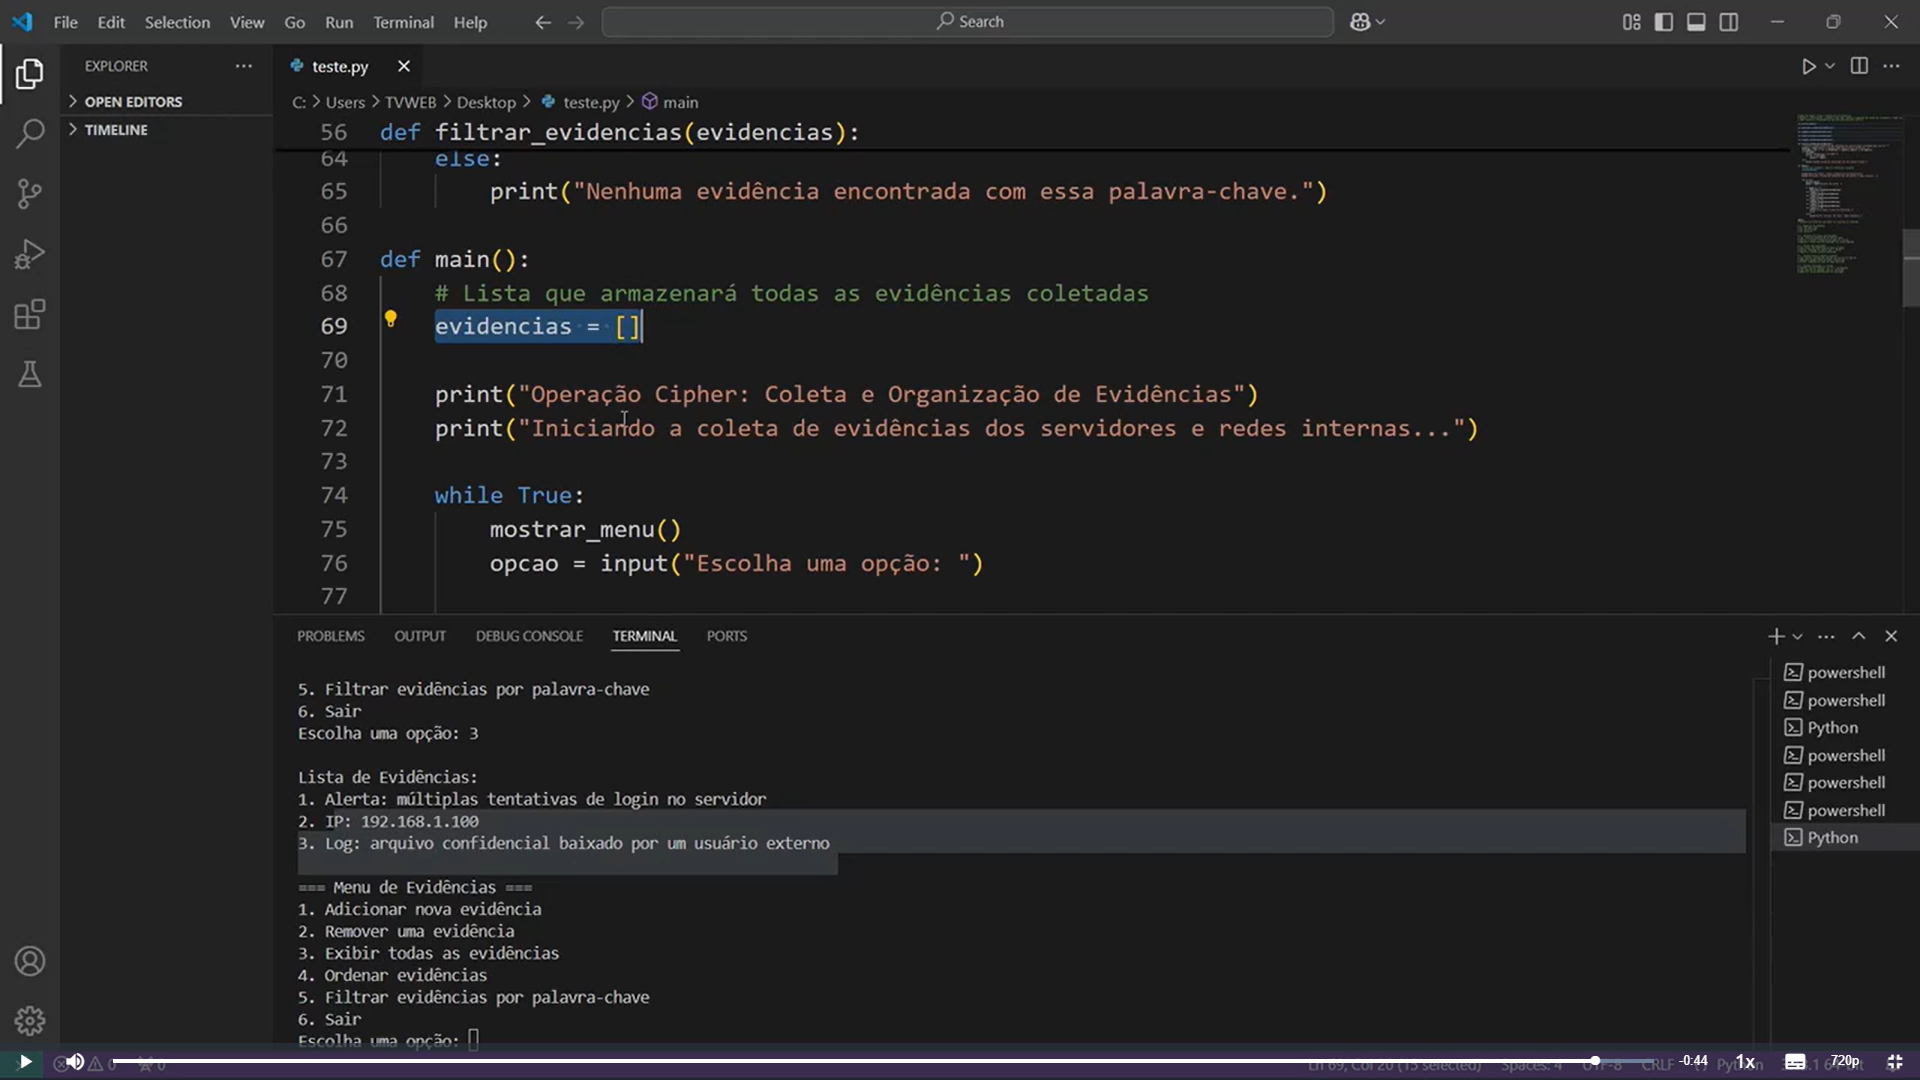 File Edit Selection View Go Run Terminal Help
Search
EXPLORER
teste.py
OPEN EDITORS
TIMELINE
C: > Users > TVWEB > Desktop > teste.py > main
56 def filtrar_evidencias(evidencias):
64 else:
65 print("Nenhuma evidência encontrada com essa palavra-chave.")
66
67 def main():
68 # Lista que armazenará todas as evidências coletadas
69 evidencias = []
70
71 print("Operação Cipher: Coleta e Organização de Evidências")
72 print("Iniciando a coleta de evidências dos servidores e redes internas...")
73
74 while True:
75 mostrar_menu()
76 opcao = input("Escolha uma opção: ")
77
PROBLEMS OUTPUT DEBUG CONSOLE TERMINAL PORTS
5. Filtrar evidências por palavra-chave
6. Sair
Escolha uma opção: 3
Lista de Evidências:
1. Alerta: múltiplas tentativas de login no servidor
2. IP: 192.168.1.100
3. Log: arquivo confidencial baixado por um usuário externo
=== Menu de Evidências ===
1. Adicionar nova evidência
2. Remover uma evidência
3. Exibir todas as evidências
4. Ordenar evidências
5. Filtrar evidências por palavra-chave
6. Sair
Escolha uma opção:
powershell
powershell
Python
powershell
powershell
powershell
Python
-0:44 1x 720p
Ln 69, Col 20 (15 selected) Spaces: 4 UTF-8 CRLF Python